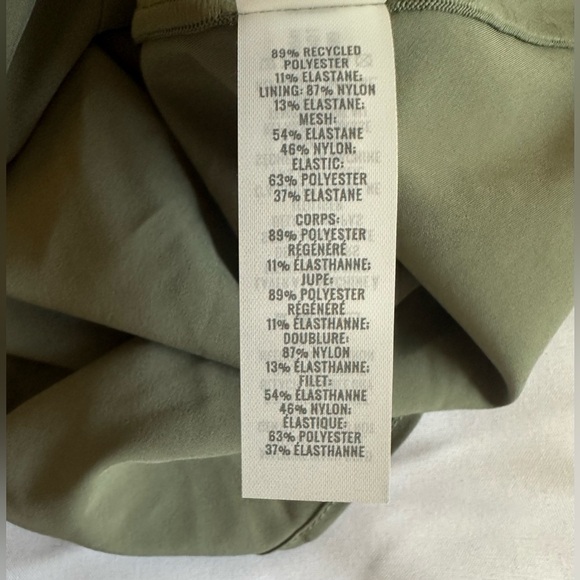 89% RECYCLED
POLYESTER
11% ELASTANE;
LINING: 87% NYLON
13% ELASTANE;
MESH:
54% ELASTANE
46% NYLON;
ELASTIC:
63% POLYESTER
37% ELASTANE
CORPS:
89% POLYESTER
RÉGÉNÉRÉ
11% ÉLASTHANNE;
JUPE:
89% POLYESTER
RÉGÉNÉRÉ
11% ÉLASTHANNE;
DOUBLURE:
87% NYLON
13% ÉLASTHANNE;
FILET:
54% ÉLASTHANNE
46% NYLON;
ÉLASTIQUE:
63% POLYESTER
37% ÉLASTHANNE